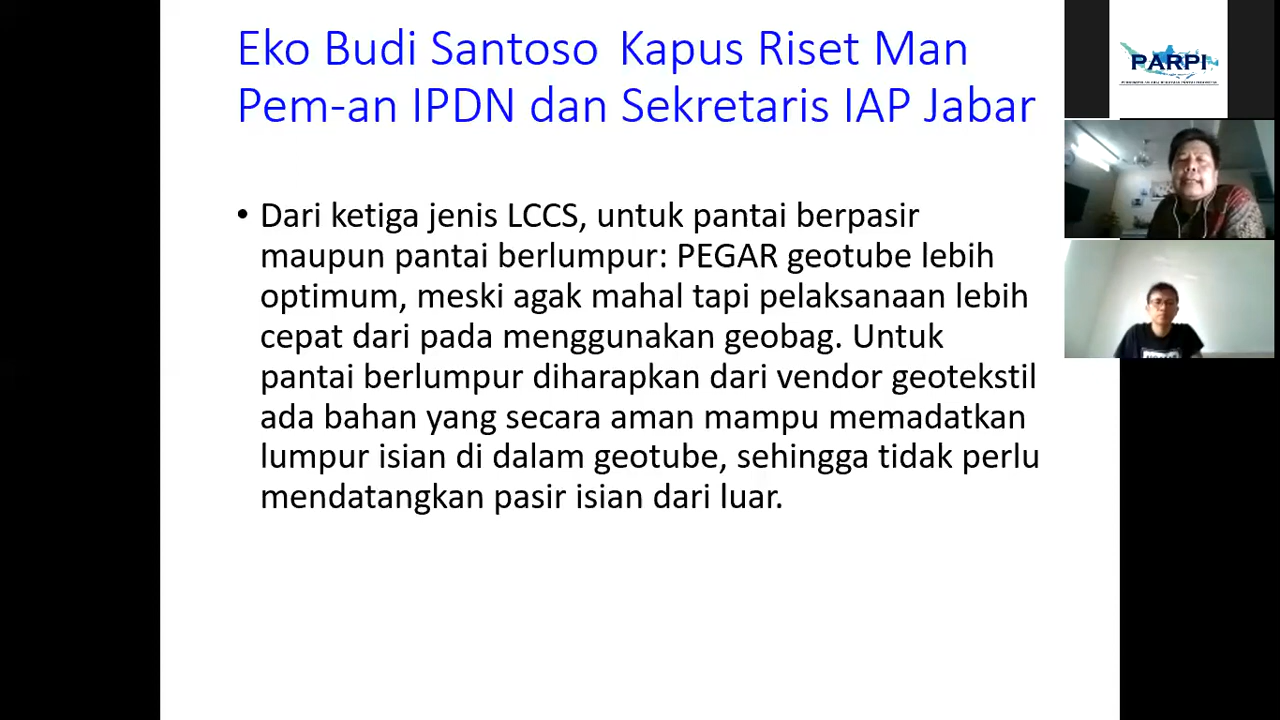 Eko Budi Santoso Kapus Riset Man
Pem-an IPDN dan Sekretaris IAP Jabar
• Dari ketiga jenis LCCS, untuk pantai berpasir
maupun pantai berlumpur: PEGAR geotube lebih
optimum, meski agak mahal tapi pelaksanaan lebih
cepat dari pada menggunakan geobag. Untuk
pantai berlumpur diharapkan dari vendor geotekstil
ada bahan yang secara aman mampu memadatkan
lumpur isian di dalam geotube, sehingga tidak perlu
mendatangkan pasir isian dari luar.
PARPI